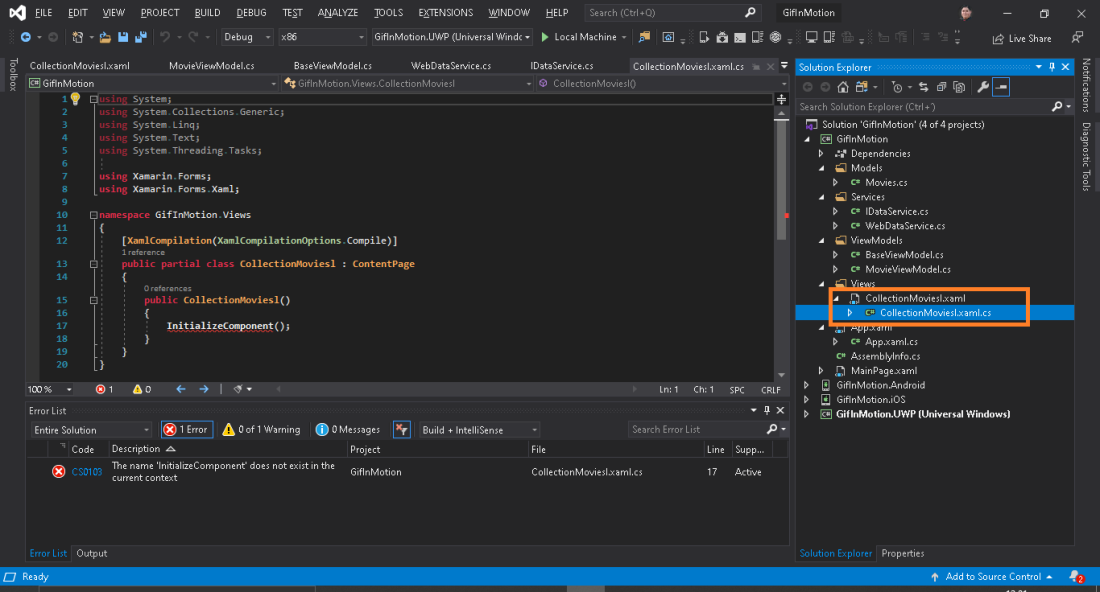 FILE EDIT VIEW PROJECT BUILD DEBUG TEST ANALYZE TOOLS EXTENSIONS WINDOW HELP Search (Ctrl+Q) GifInMotion
Debug x86 GifInMotion.UWP (Universal Windc Local Machine Live Share
Toolbox
CollectionMoviesl.xaml MovieViewModel.cs BaseViewModel.cs WebDataService.cs IDataService.cs CollectionMoviesl.xaml.cs
GifInMotion GifInMotion.Views.CollectionMoviesl CollectionMoviesl()
1 using System;
2 using System.Collections.Generic;
3 using System.Linq;
4 using System.Text;
5 using System.Threading.Tasks;
6
7 using Xamarin.Forms;
8 using Xamarin.Forms.Xaml;
9
10 namespace GifInMotion.Views
11 {
12 [XamlCompilation(XamlCompilationOptions.Compile)]
1 reference
13 public partial class CollectionMoviesl : ContentPage
14 {
0 references
15 public CollectionMoviesl()
16 {
17 InitializeComponent();
18 }
19 }
20 }
100 % 1 0 Ln: 1 Ch: 1 SPC CRLF
Error List
Entire Solution 1 Error 0 of 1 Warning 0 Messages Build + IntelliSense Search Error List
Code Description Project File Line Supp...
CS0103 The name 'InitializeComponent' does not exist in the current context GifInMotion CollectionMoviesl.xaml.cs 17 Active
Error List Output
Solution Explorer
Search Solution Explorer (Ctrl+')
Solution 'GifInMotion' (4 of 4 projects)
GifInMotion
Dependencies
Models
Movies.cs
Services
IDataService.cs
WebDataService.cs
ViewModels
BaseViewModel.cs
MovieViewModel.cs
Views
CollectionMoviesl.xaml
CollectionMoviesl.xaml.cs
App.xaml
App.xaml.cs
AssemblyInfo.cs
MainPage.xaml
GifInMotion.Android
GifInMotion.iOS
GifInMotion.UWP (Universal Windows)
Solution Explorer Properties
Notifications
Diagnostic Tools
Ready Add to Source Control 2